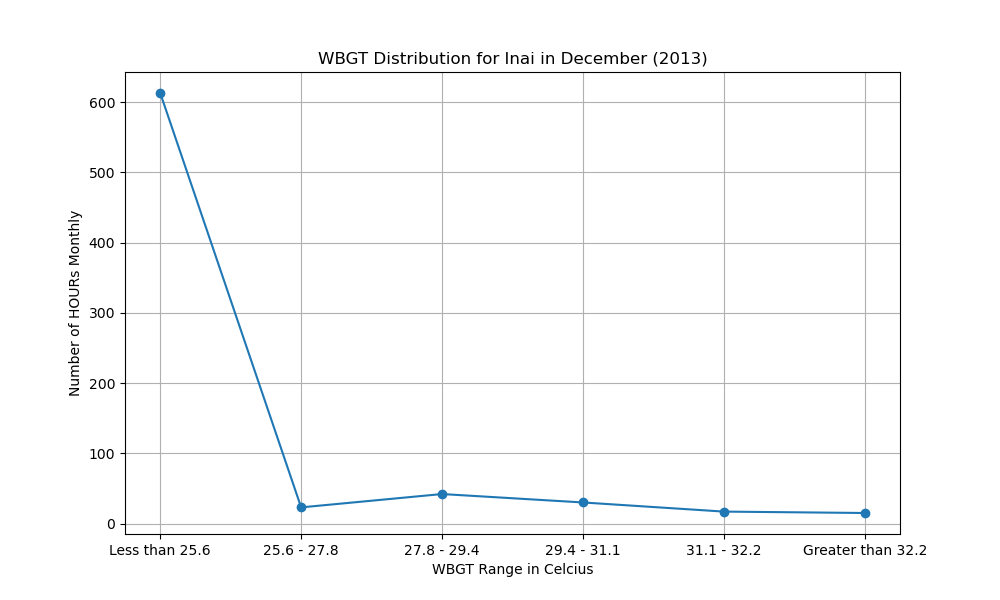 WBGT Distribution for Inai in December (2013)
Number of HOURs Monthly
600
500
400
300
200
100
0
Less than 25.6
25.6 - 27.8
27.8 - 29.4
29.4 - 31.1
31.1 - 32.2
Greater than 32.2
WBGT Range in Celcius